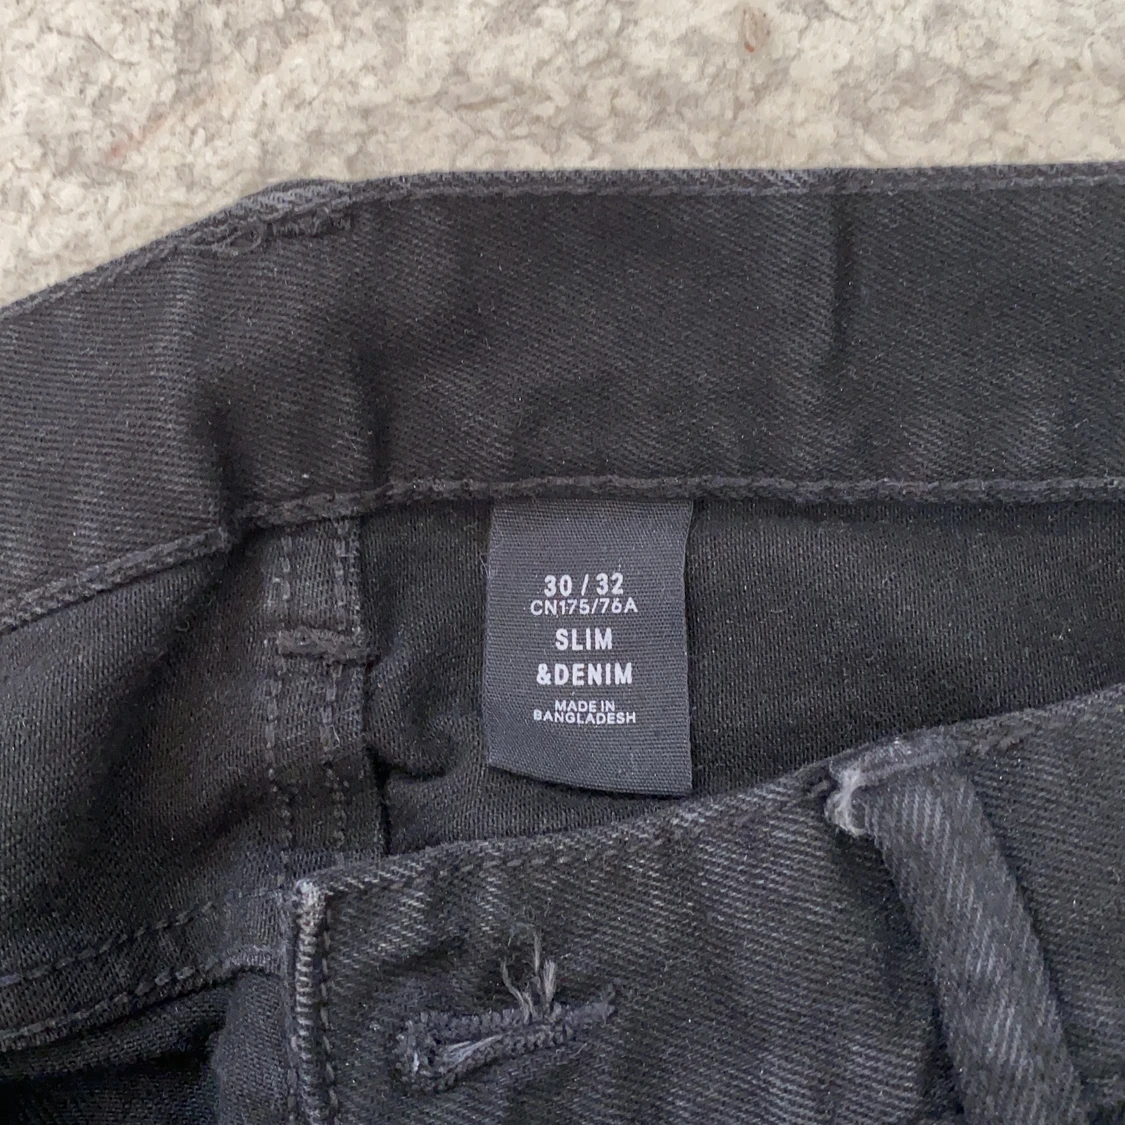 30 / 32
CN175/76A
SLIM
&DENIM
MADE IN
BANGLADESH